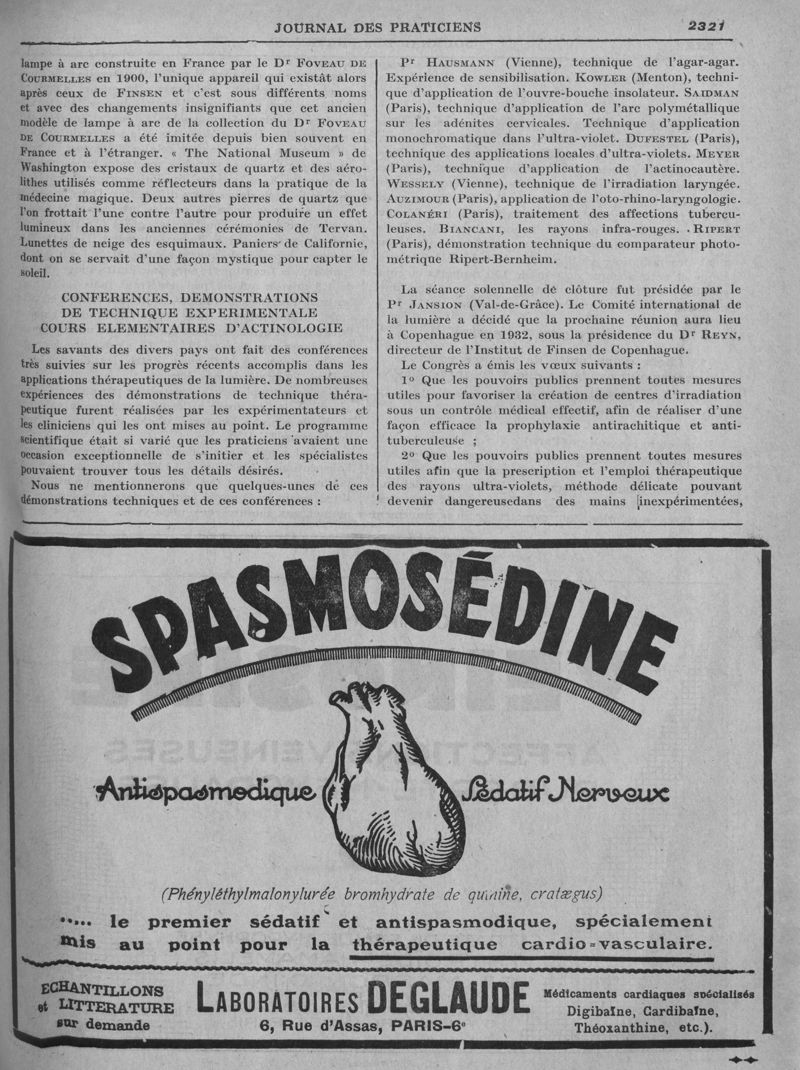 JOURNAL DES PRATICIENS
2321
lampe à arc construite en France par le Dr FOVEAU DE
COURMELLES en 1900, l'unique appareil qui existât alors
après ceux de FINSEN et c'est sous différents noms
et avec des changements insignifiants que cet ancien
modèle de lampe à arc de la collection du Dr FOVEAU
DE COURMELLES a été imitée depuis bien souvent en
France et à l'étranger. « The National Museum » de
Washington expose des cristaux de quartz et des aéro-
lithes utilisés comme réflecteurs dans la pratique de la
médecine magique. Deux autres pierres de quartz que
l'on frottait l'une contre l'autre pour produire un effet
lumineux dans les anciennes cérémonies de Tervan.
Lunettes de neige des esquimaux. Paniers de Californie,
dont on se servait d'une façon mystique pour capter le
soleil.
CONFERENCES, DEMONSTRATIONS
DE TECHNIQUE EXPERIMENTALE
COURS ELEMENTAIRES D'ACTINOLOGIE
Les savants des divers pays ont fait des conférences
très suivies sur les progrès récents accomplis dans les
applications thérapeutiques de la lumière. De nombreuses
expériences des démonstrations de technique théra-
peutique furent réalisées par les expérimentateurs et
les cliniciens qui les ont mises au point. Le programme
scientifique était si varié que les praticiens avaient une
occasion exceptionnelle de s'initier et les spécialistes
pouvaient trouver tous les détails désirés.
Nous ne mentionnerons que quelques-unes de ces
démonstrations techniques et de ces conférences :
Pr HAUSMANN (Vienne), technique de l'agar-agar.
Expérience de sensibilisation. KOWLER (Menton), techni-
que d'application de l'ouvre-bouche insolateur. SAIDMAN
(Paris), technique d'application de l'arc polymétallique
sur les adénites cervicales. Technique d'application
monochromatique dans l'ultra-violet. DUFESTEL (Paris),
technique des applications locales d'ultra-violets. MEYER
(Paris), technique d'application de l'actinocautère.
WESSELY (Vienne), technique de l'irradiation laryngée.
AUZIMOUR (Paris), application de l'oto-rhino-laryngologie.
COLANÉRI (Paris), traitement des affections tubercu-
leuses. BIANCANI, les rayons infra-rouges. RIPERT
(Paris), démonstration technique du comparateur photo-
métrique Ripert-Bernheim.
La séance solennelle de clôture fut présidée par le
Pr JANSION (Val-de-Grâce). Le Comité international de
la lumière a décidé que la prochaine réunion aura lieu
à Copenhague en 1932, sous la présidence du Dr REYN,
directeur de l'Institut de Finsen de Copenhague.
Le Congrès a émis les vœux suivants :
1º Que les pouvoirs publics prennent toutes mesures
utiles pour favoriser la création de centres d'irradiation
sous un contrôle médical effectif, afin de réaliser d'une
façon efficace la prophylaxie antirachitique et anti-
tuberculeuse ;
2º Que les pouvoirs publics prennent toutes mesures
utiles afin que la prescription et l'emploi thérapeutique
des rayons ultra-violets, méthode délicate pouvant
devenir dangereusedans des mains inexpérimentées,
SPASMOSÉDINE
Antispasmodique
Sédatif Nerveux
(Phényléthylmalonylurée bromhydrate de quinine, cratægus)
..... le premier sédatif et antispasmodique, spécialement
mis au point pour la thérapeutique cardio=vasculaire.
ECHANTILLONS
et LITTERATURE
sur demande
LABORATOIRES DEGLAUDE
6, Rue d'Assas, PARIS-6e
Médicaments cardiaques spécialisés
Digibaïne, Cardibaïne,
Théoxanthine, etc.).